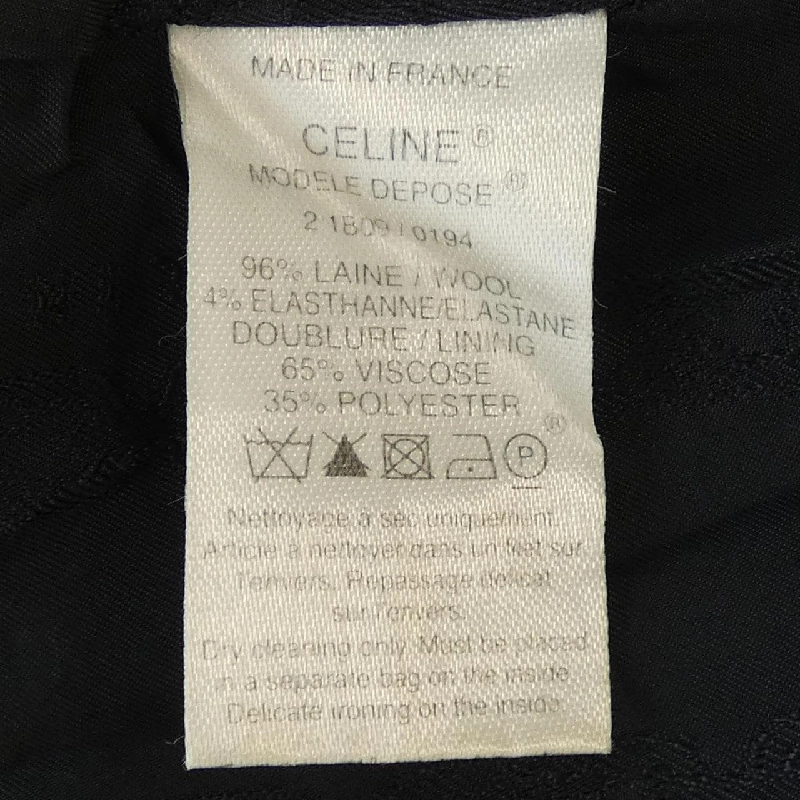 MADE IN FRANCE
CELINE ®
MODELE DEPOSE ®
2 1B09 | 0194
96% LAINE / WOOL
4% ELASTHANNE/ELASTANE
DOUBLURE / LINING
65% VISCOSE
35% POLYESTER
®
P
Nettoyage à sec uniquement.
Article à nettoyer dans un filet sur
l'envers. Repassage délicat
sur l'envers.
Dry cleaning only. Must be placed
in a separate bag on the inside.
Delicate ironing on the inside.